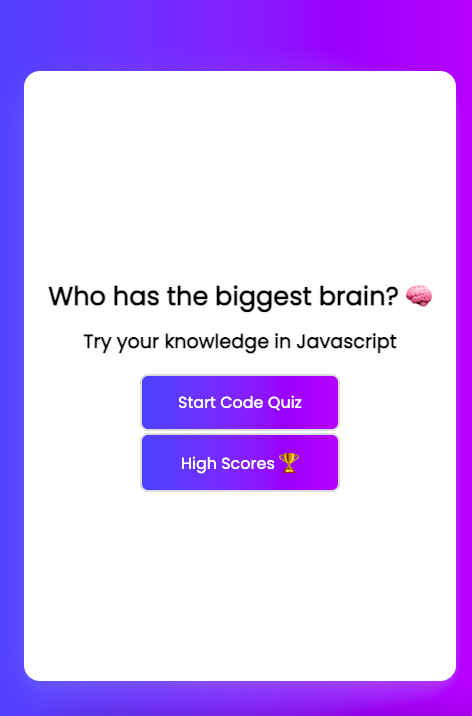 Who has the biggest brain? 🧠
Try your knowledge in Javascript
Start Code Quiz
High Scores 🏆